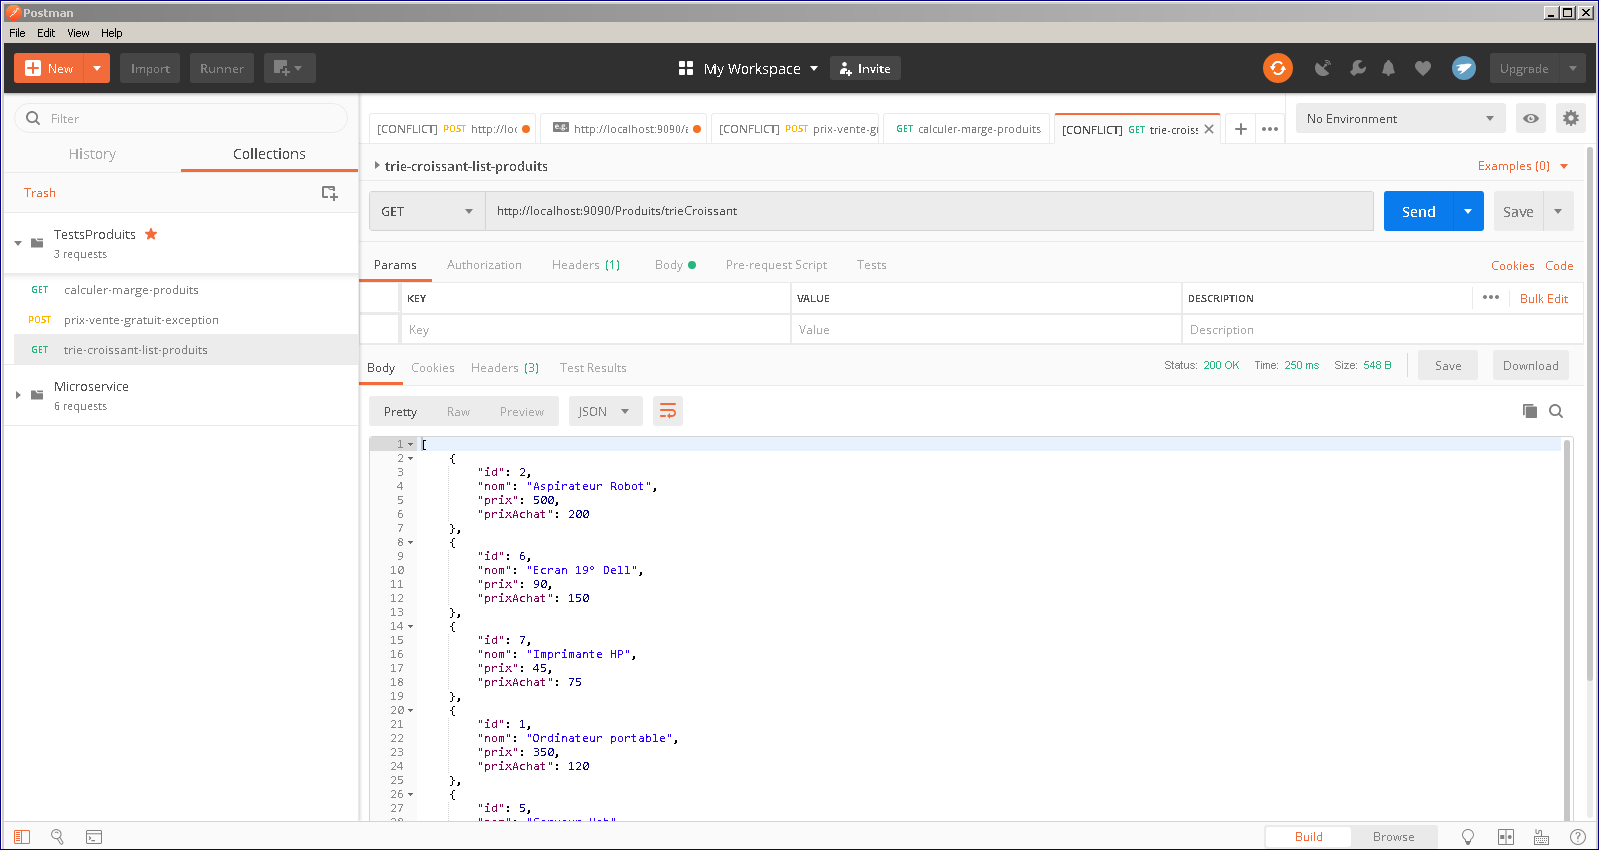 Postman
File Edit View Help
New Import Runner My Workspace Invite Upgrade
Filter
History Collections
Trash
TestsProduits
3 requests
GET calculer-marge-produits
POST prix-vente-gratuit-exception
GET trie-croissant-list-produits
Microservice
6 requests
[CONFLICT] POST http://loc
e.g. http://localhost:9090/
[CONFLICT] POST prix-vente-g
GET calculer-marge-produits
[CONFLICT] GET trie-crois
No Environment
trie-croissant-list-produits
Examples (0)
GET http://localhost:9090/Produits/trieCroissant
Send Save
Params Authorization Headers (1) Body Pre-request Script Tests
Cookies Code
KEY VALUE DESCRIPTION Bulk Edit
Key Value Description
Body Cookies Headers (3) Test Results
Status: 200 OK Time: 250 ms Size: 548 B
Save Download
Pretty Raw Preview JSON
1 [
2 {
3 "id": 2,
4 "nom": "Aspirateur Robot",
5 "prix": 500,
6 "prixAchat": 200
7 },
8 {
9 "id": 6,
10 "nom": "Ecran 19° Dell",
11 "prix": 90,
12 "prixAchat": 150
13 },
14 {
15 "id": 7,
16 "nom": "Imprimante HP",
17 "prix": 45,
18 "prixAchat": 75
19 },
20 {
21 "id": 1,
22 "nom": "Ordinateur portable",
23 "prix": 350,
24 "prixAchat": 120
25 },
26 {
27 "id": 5,
Build Browse